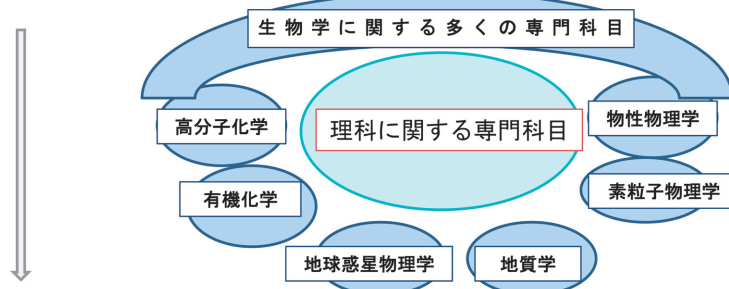 生物学に関する多くの専門科目
高分子化学
理科に関する専門科目
物性物理学
有機化学
素粒子物理学
地球惑星物理学
地質学